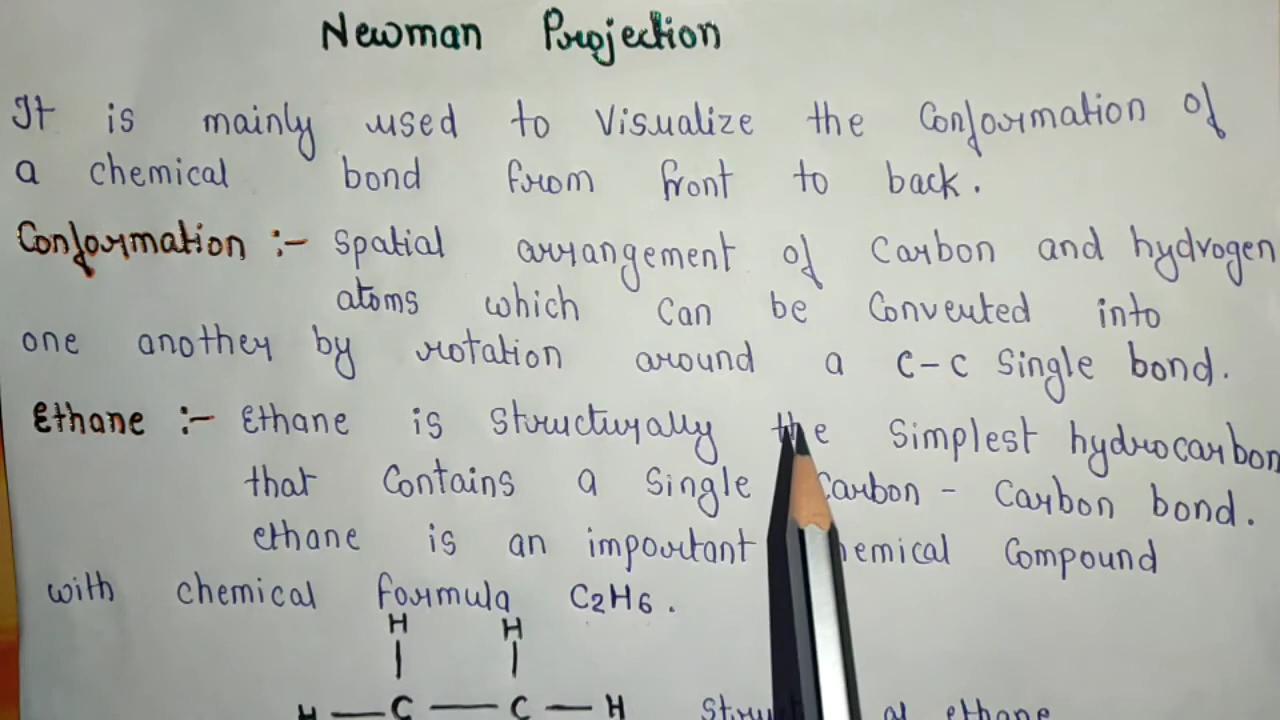 Newman Projection
It is mainly used to Visualize the Conformation of
a chemical bond from front to back.
Conformation :- Spatial arrangement of Carbon and hydrogen
atoms which Can be Converted into
one another by rotation around a C-C Single bond.
Ethane :- Ethane is structurally the Simplest hydrocarbon
that Contains a Single Carbon - Carbon bond.
ethane is an important chemical Compound
with chemical formula C2H6.
H H
H — C — C — H ethane